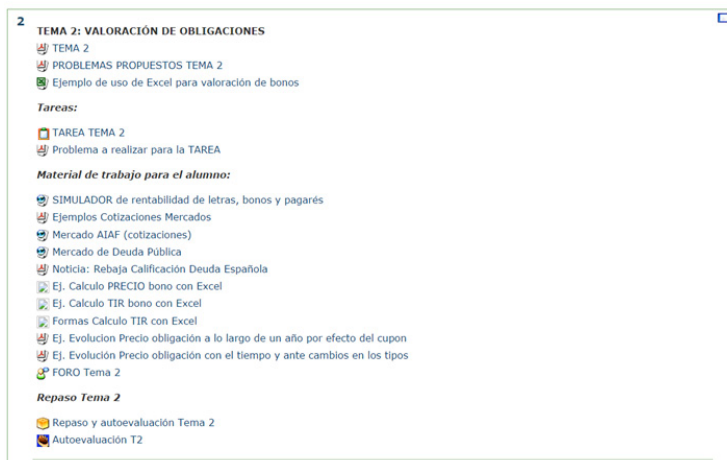 2
TEMA 2: VALORACIÓN DE OBLIGACIONES
TEMA 2
PROBLEMAS PROPUESTOS TEMA 2
Ejemplo de uso de Excel para valoración de bonos
Tareas:
TAREA TEMA 2
Problema a realizar para la TAREA
Material de trabajo para el alumno:
SIMULADOR de rentabilidad de letras, bonos y pagarés
Ejemplos Cotizaciones Mercados
Mercado AIAF (cotizaciones)
Mercado de Deuda Pública
Noticia: Rebaja Calificación Deuda Española
Ej. Calculo PRECIO bono con Excel
Ej. Calculo TIR bono con Excel
Formas Calculo TIR con Excel
Ej. Evolucion Precio obligación a lo largo de un año por efecto del cupon
Ej. Evolución Precio obligación con el tiempo y ante cambios en los tipos
FORO Tema 2
Repaso Tema 2
Repaso y autoevaluación Tema 2
Autoevaluación T2